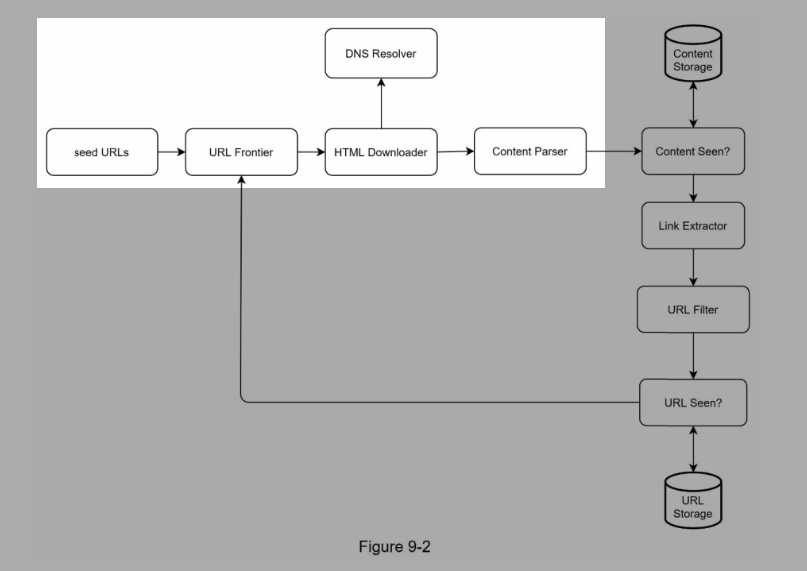 DNS Resolver
Content
Storage
seed URLs
URL Frontier
HTML Downloader
Content Parser
Content Seen?
Link Extractor
URL Filter
URL Seen?
URL
Storage
Figure 9-2